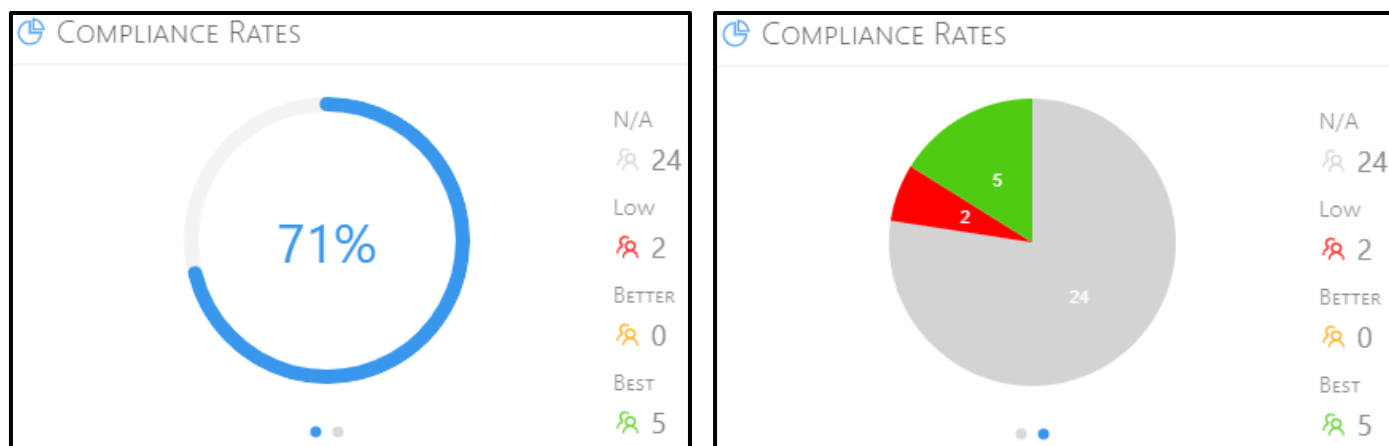 Compliance Rates
71%
N/A
24
Low
2
Better
0
Best
5
Compliance Rates
5
2
24
N/A
24
Low
2
Better
0
Best
5